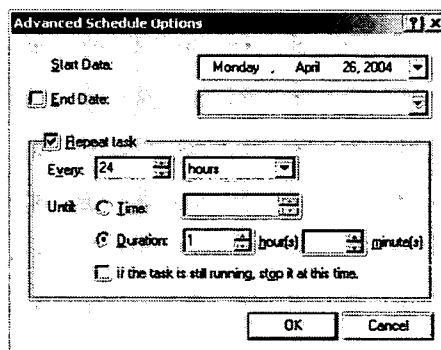 Advanced Schedule Options
Start Date: Monday , April 26, 2004
End Date:
Repeat task
Every: 24 hours
Until: Time:
Duration: 1 hour(s) minute(s)
If the task is still running, stop it at this time.
OK Cancel